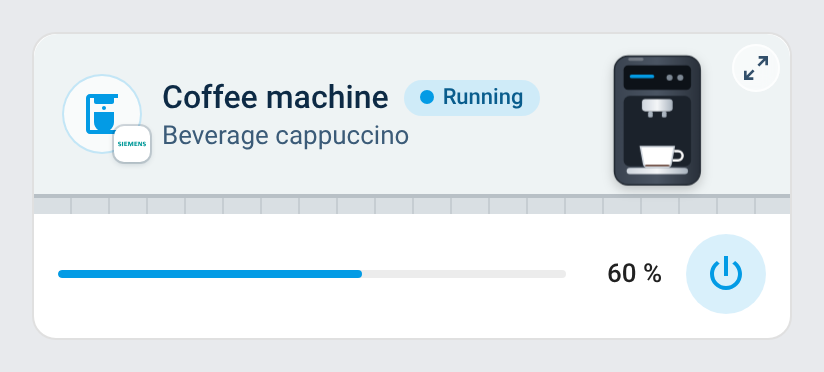 Coffee machine
Running
Beverage cappuccino
SIEMENS
60 %